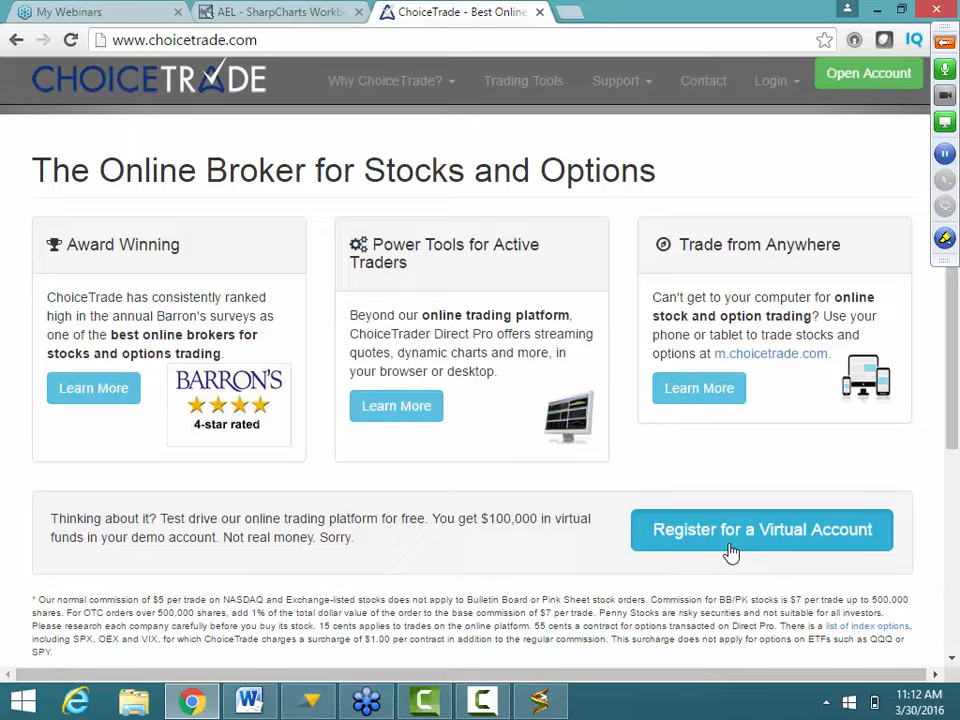 My Webinars
AEL - SharpCharts Workb
ChoiceTrade - Best Online
www.choicetrade.com
IQ
CHOICETRADE
Why ChoiceTrade?
Trading Tools
Support
Contact
Login
Open Account
The Online Broker for Stocks and Options
Award Winning
ChoiceTrade has consistently ranked
high in the annual Barron's surveys as
one of the best online brokers for
stocks and options trading.
Learn More
BARRON'S
4-star rated
Power Tools for Active
Traders
Beyond our online trading platform,
ChoiceTrader Direct Pro offers streaming
quotes, dynamic charts and more, in
your browser or desktop.
Learn More
Trade from Anywhere
Can't get to your computer for online
stock and option trading? Use your
phone or tablet to trade stocks and
options at m.choicetrade.com.
Learn More
Thinking about it? Test drive our online trading platform for free. You get $100,000 in virtual
funds in your demo account. Not real money. Sorry.
Register for a Virtual Account
* Our normal commission of $5 per trade on NASDAQ and Exchange-listed stocks does not apply to Bulletin Board or Pink Sheet stock orders. Commission for BB/PK stocks is $7 per trade up to 500,000
shares. For OTC orders over 500,000 shares, add 1% of the total dollar value of the order to the base commission of $7 per trade. Penny Stocks are risky securities and not suitable for all investors.
Please research each company carefully before you buy its stock. 15 cents applies to trades on the online platform. 55 cents a contract for options transacted on Direct Pro. There is a list of index options,
including SPX, OEX and VIX, for which ChoiceTrade charges a surcharge of $1.00 per contract in addition to the regular commission. This surcharge does not apply for options on ETFs such as QQQ or
SPY.
11:12 AM
3/30/2016